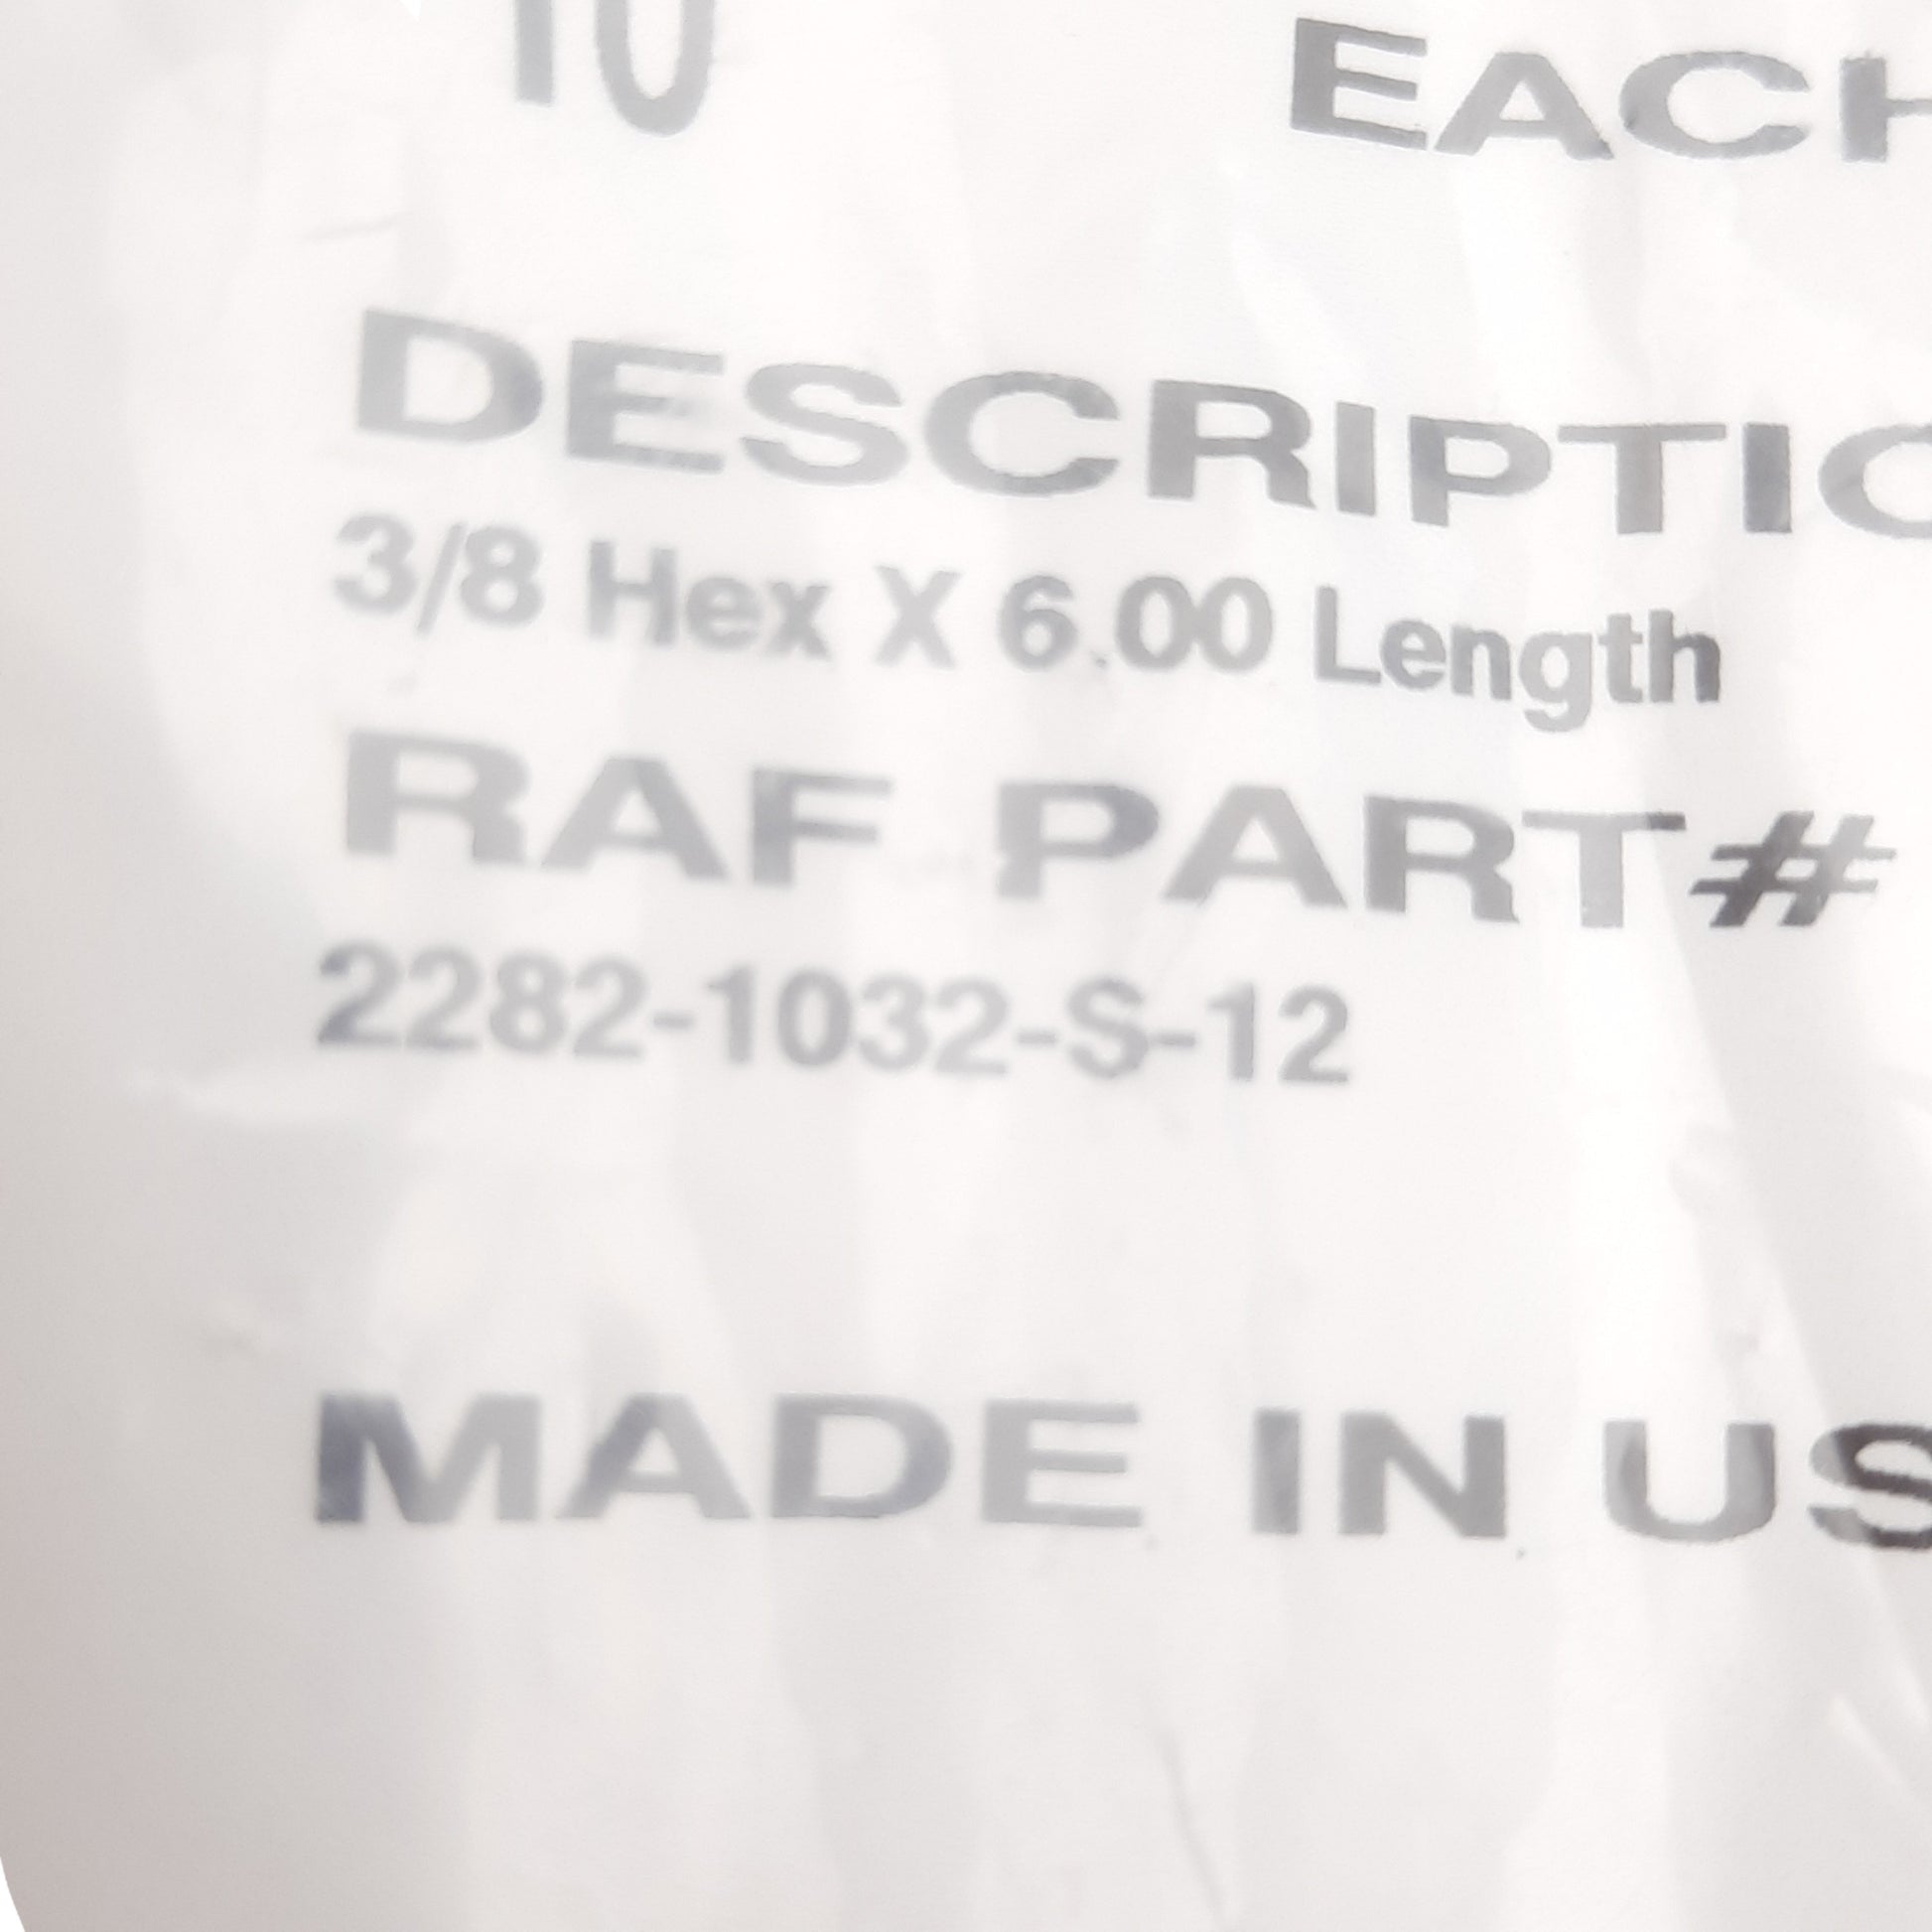 10 EACH
DESCRIPTIO
3/8 Hex X 6.00 Length
RAF PART#
2282-1032-S-12
MADE IN US